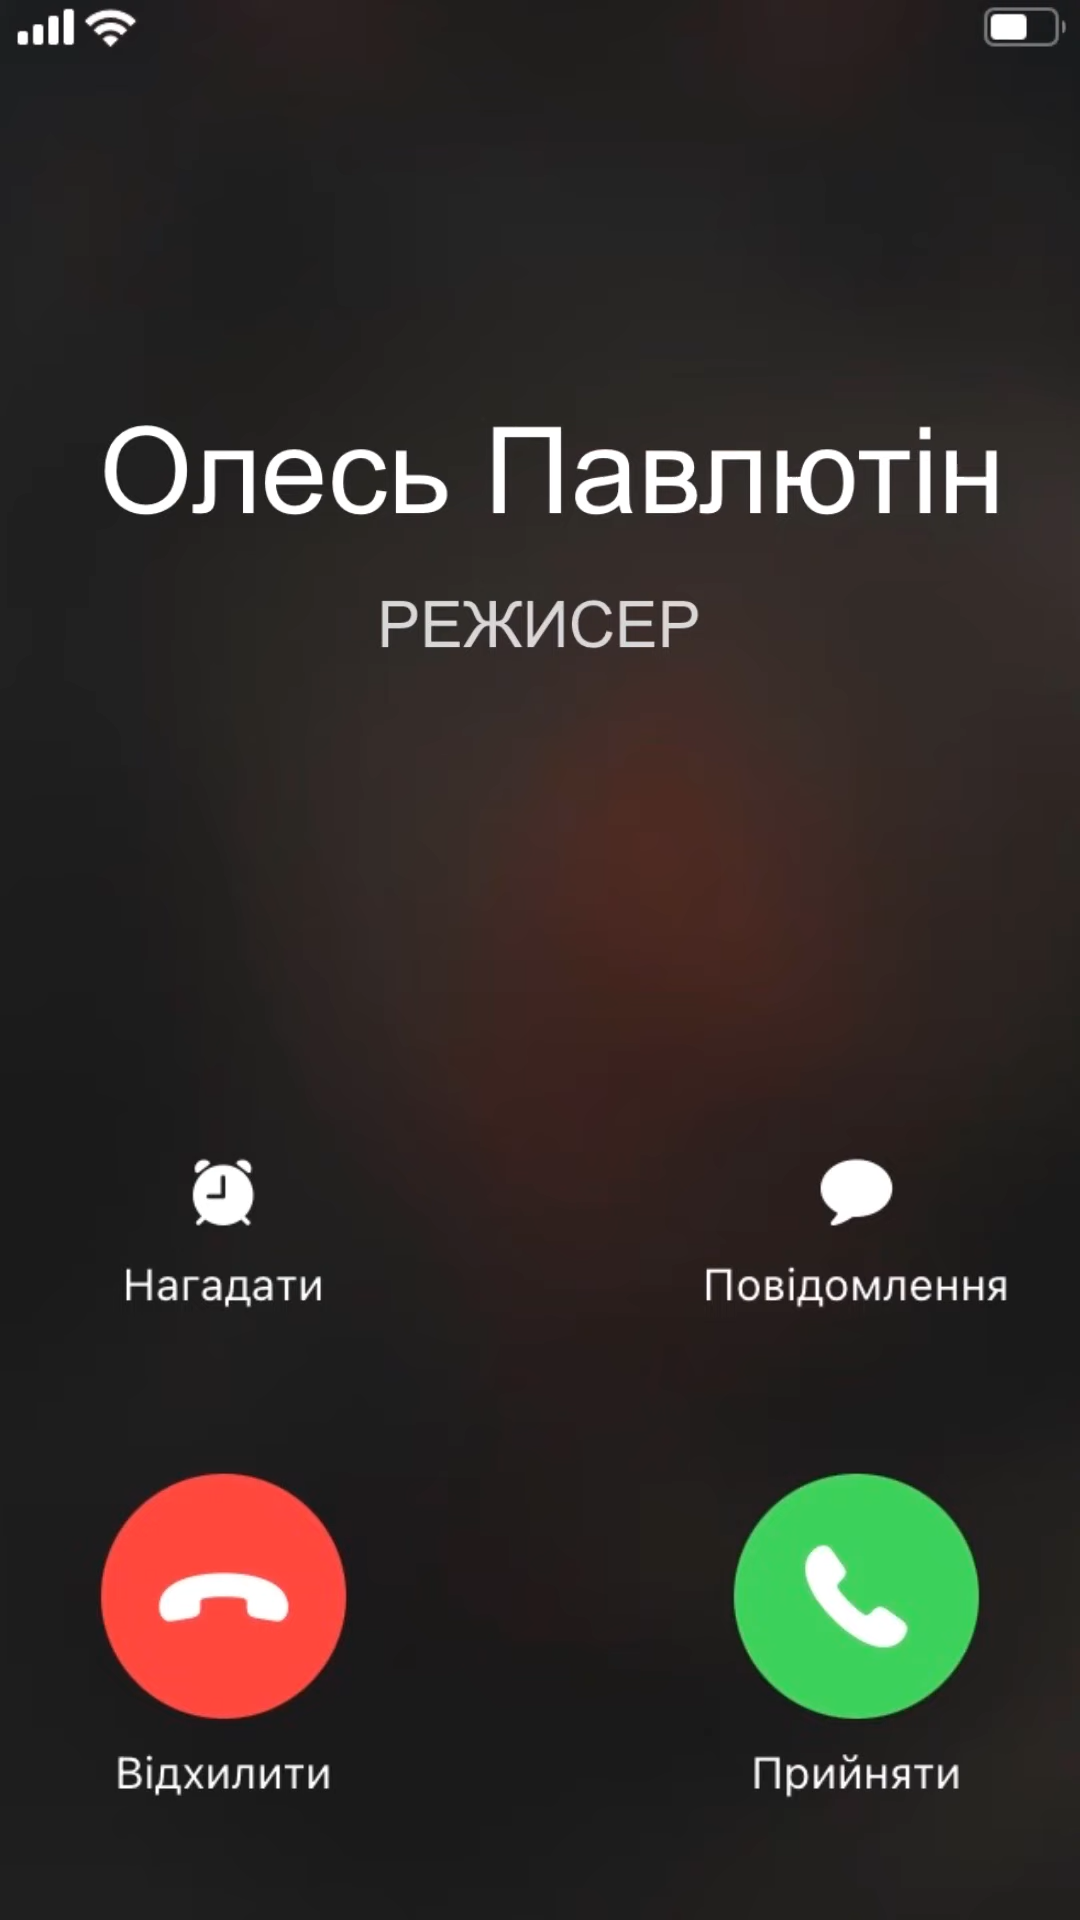 Олесь Павлютін
РЕЖИСЕР
Нагадати
Повідомлення
Відхилити
Прийняти